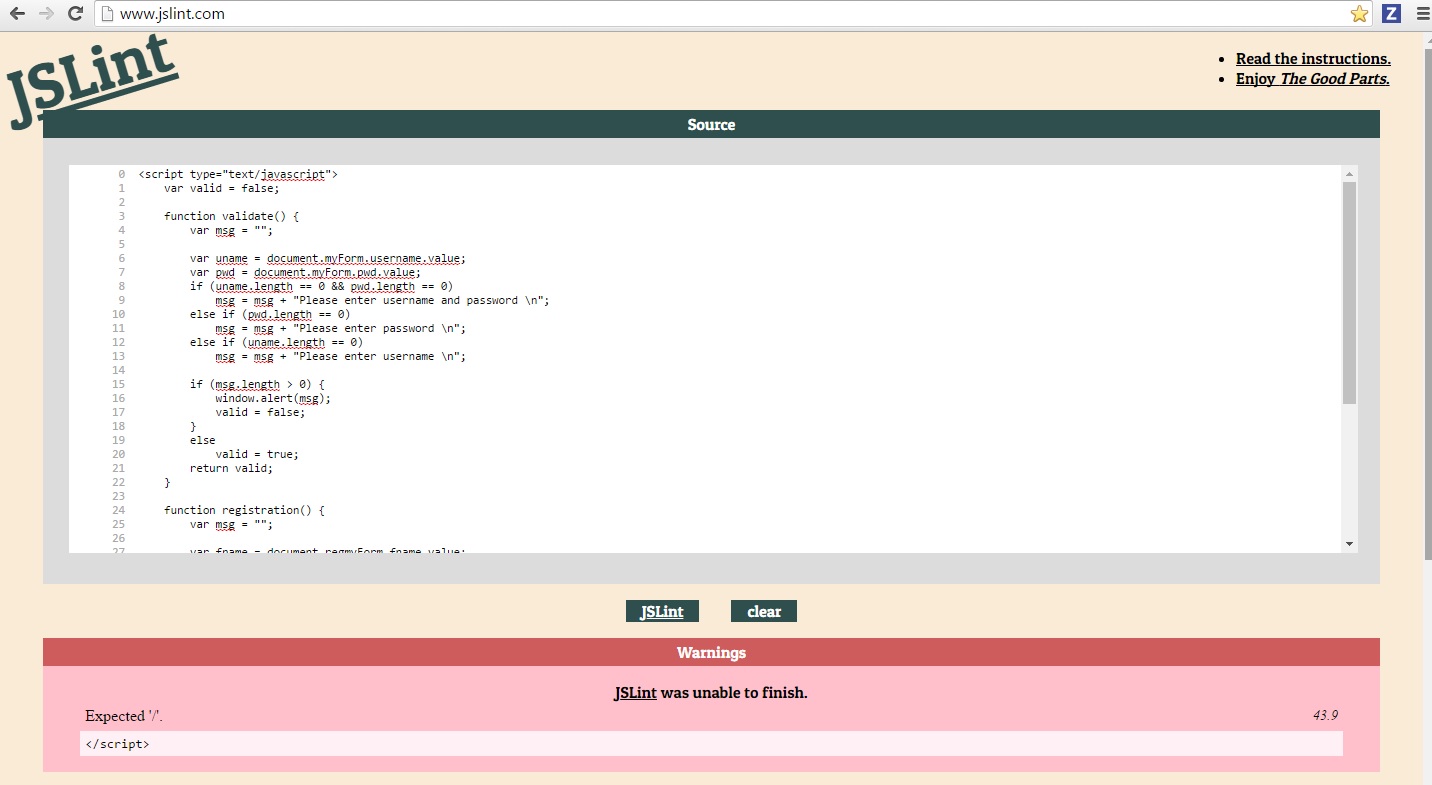 www.jslint.com
Z
JSLint
Read the instructions.
Enjoy The Good Parts.
Source
0 <script type="text/javascript">
1 var valid = false;
2
3 function validate() {
4 var msg = "";
5
6 var uname = document.myForm.username.value;
7 var pwd = document.myForm.pwd.value;
8 if (uname.length == 0 && pwd.length == 0)
9 msg = msg + "Please enter username and password \n";
10 else if (pwd.length == 0)
11 msg = msg + "Please enter password \n";
12 else if (uname.length == 0)
13 msg = msg + "Please enter username \n";
14
15 if (msg.length > 0) {
16 window.alert(msg);
17 valid = false;
18 }
19 else
20 valid = true;
21 return valid;
22 }
23
24 function registration() {
25 var msg = "";
26
27 var fname = document.regmyForm.fname.value;
JSLint clear
Warnings
JSLint was unable to finish.
Expected '/'. 43.9
</script>